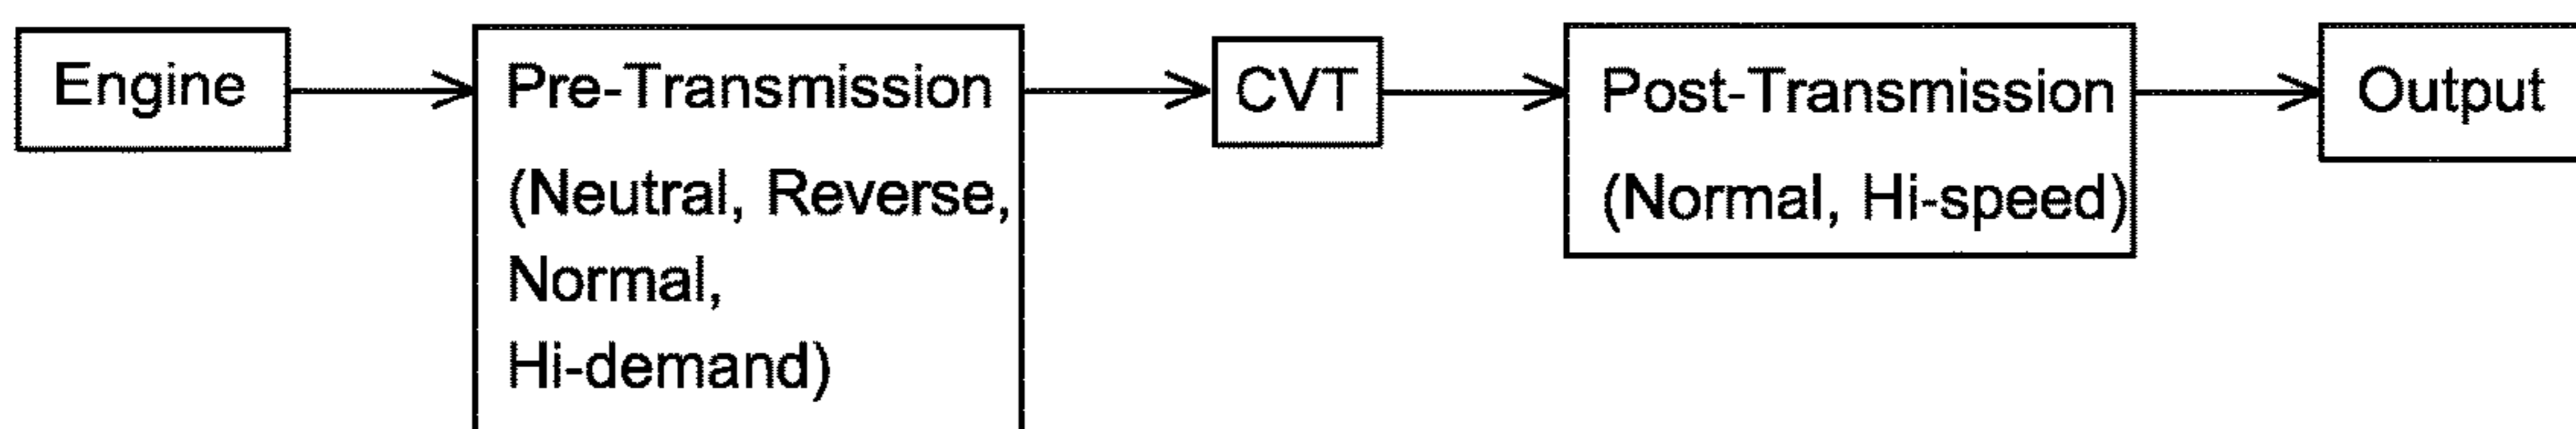 Engine
Pre-Transmission
(Neutral, Reverse,
Normal,
Hi-demand)
CVT
Post-Transmission
(Normal, Hi-speed)
Output